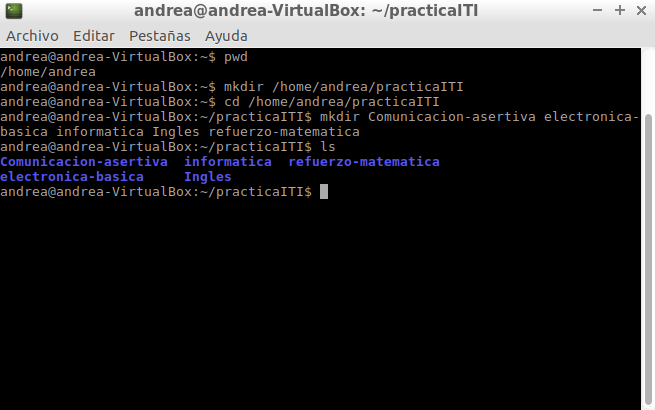 andrea@andrea-VirtualBox: ~/practicaITI
Archivo Editar Pestañas Ayuda
andrea@andrea-VirtualBox:~$ pwd
/home/andrea
andrea@andrea-VirtualBox:~$ mkdir /home/andrea/practicaITI
andrea@andrea-VirtualBox:~$ cd /home/andrea/practicaITI
andrea@andrea-VirtualBox:~/practicaITI$ mkdir Comunicacion-asertiva electronica-
basica informatica Ingles refuerzo-matematica
andrea@andrea-VirtualBox:~/practicaITI$ ls
Comunicacion-asertiva  informatica  refuerzo-matematica
electronica-basica     Ingles
andrea@andrea-VirtualBox:~/practicaITI$